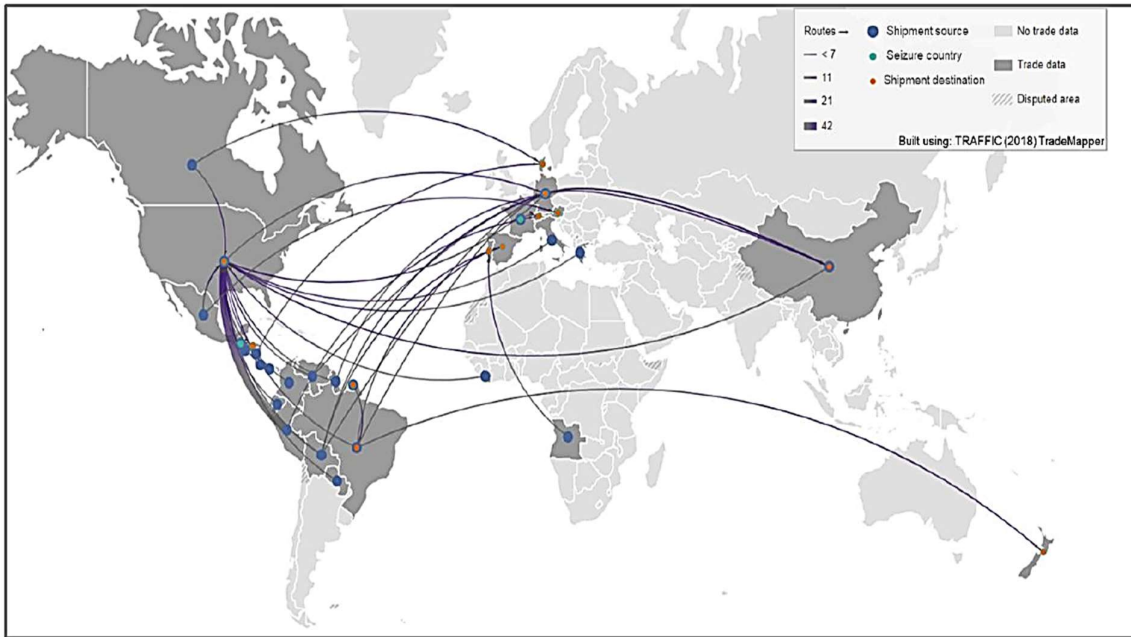 Routes → Shipment source No trade data
< 7 Seizure country
11 Shipment destination Trade data
21 Disputed area
42
Built using: TRAFFIC (2018) TradeMapper